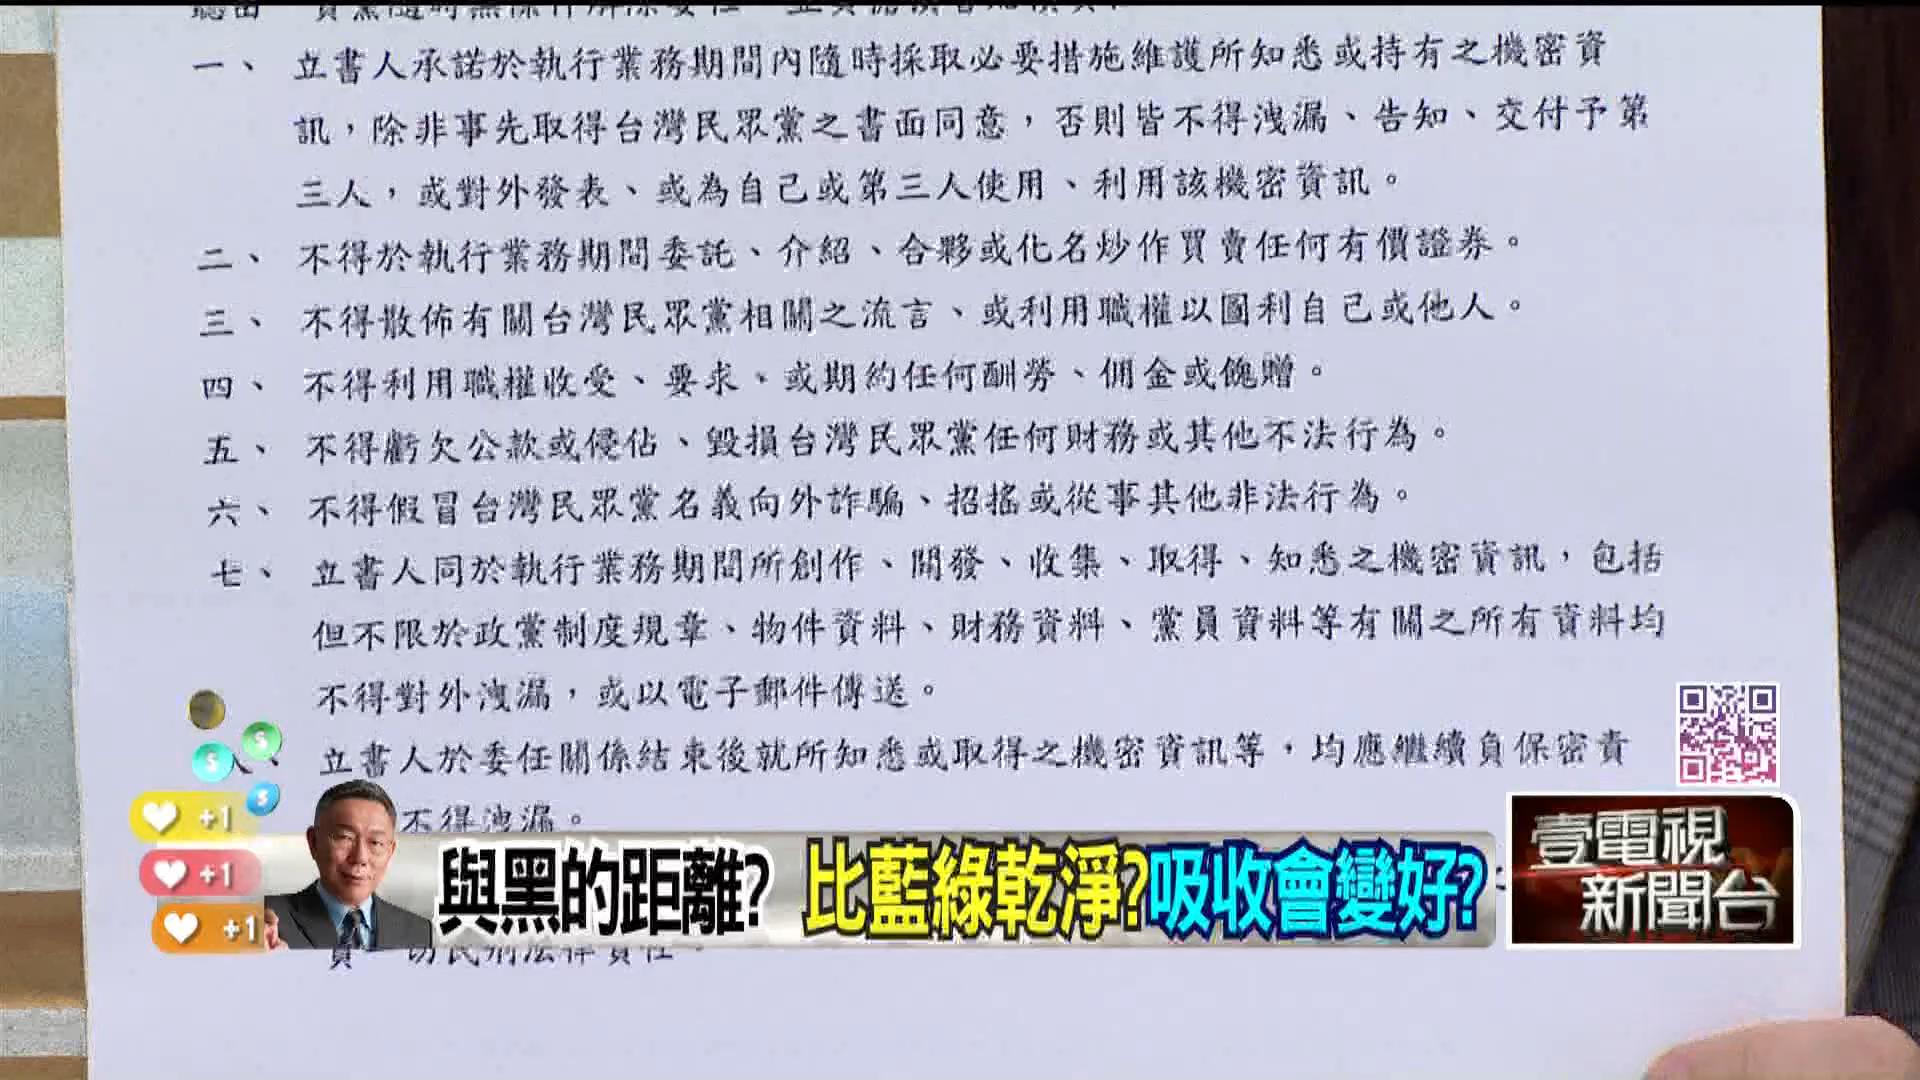 一、 立書人承諾於執行業務期間內隨時採取必要措施維護所知悉或持有之機密資
訊，除非事先取得台灣民眾黨之書面同意，否則皆不得洩漏、告知、交付予第
三人，或對外發表、或為自己或第三人使用、利用該機密資訊。
二、 不得於執行業務期間委託、介紹、合夥或化名炒作買賣任何有價證券。
三、 不得散佈有關台灣民眾黨相關之流言、或利用職權以圖利自己或他人。
四、 不得利用職權收受、要求、或期約任何酬勞、佣金或餽贈。
五、 不得虧欠公款或侵佔、毀損台灣民眾黨任何財務或其他不法行為。
六、 不得假冒台灣民眾黨名義向外詐騙、招搖或從事其他非法行為。
七、 立書人同於執行業務期間所創作、開發、收集、取得、知悉之機密資訊，包括
但不限於政黨制度規章、物件資料、財務資料、黨員資料等有關之所有資料均
不得對外洩漏，或以電子郵件傳送。
立書人於委任關係結束後就所知悉或取得之機密資訊等，均應繼續負保密責
不得洩漏。
S
S
S
+1
+1
+1
與黑的距離? 比藍綠乾淨?吸收會變好?
壹電視
新聞台